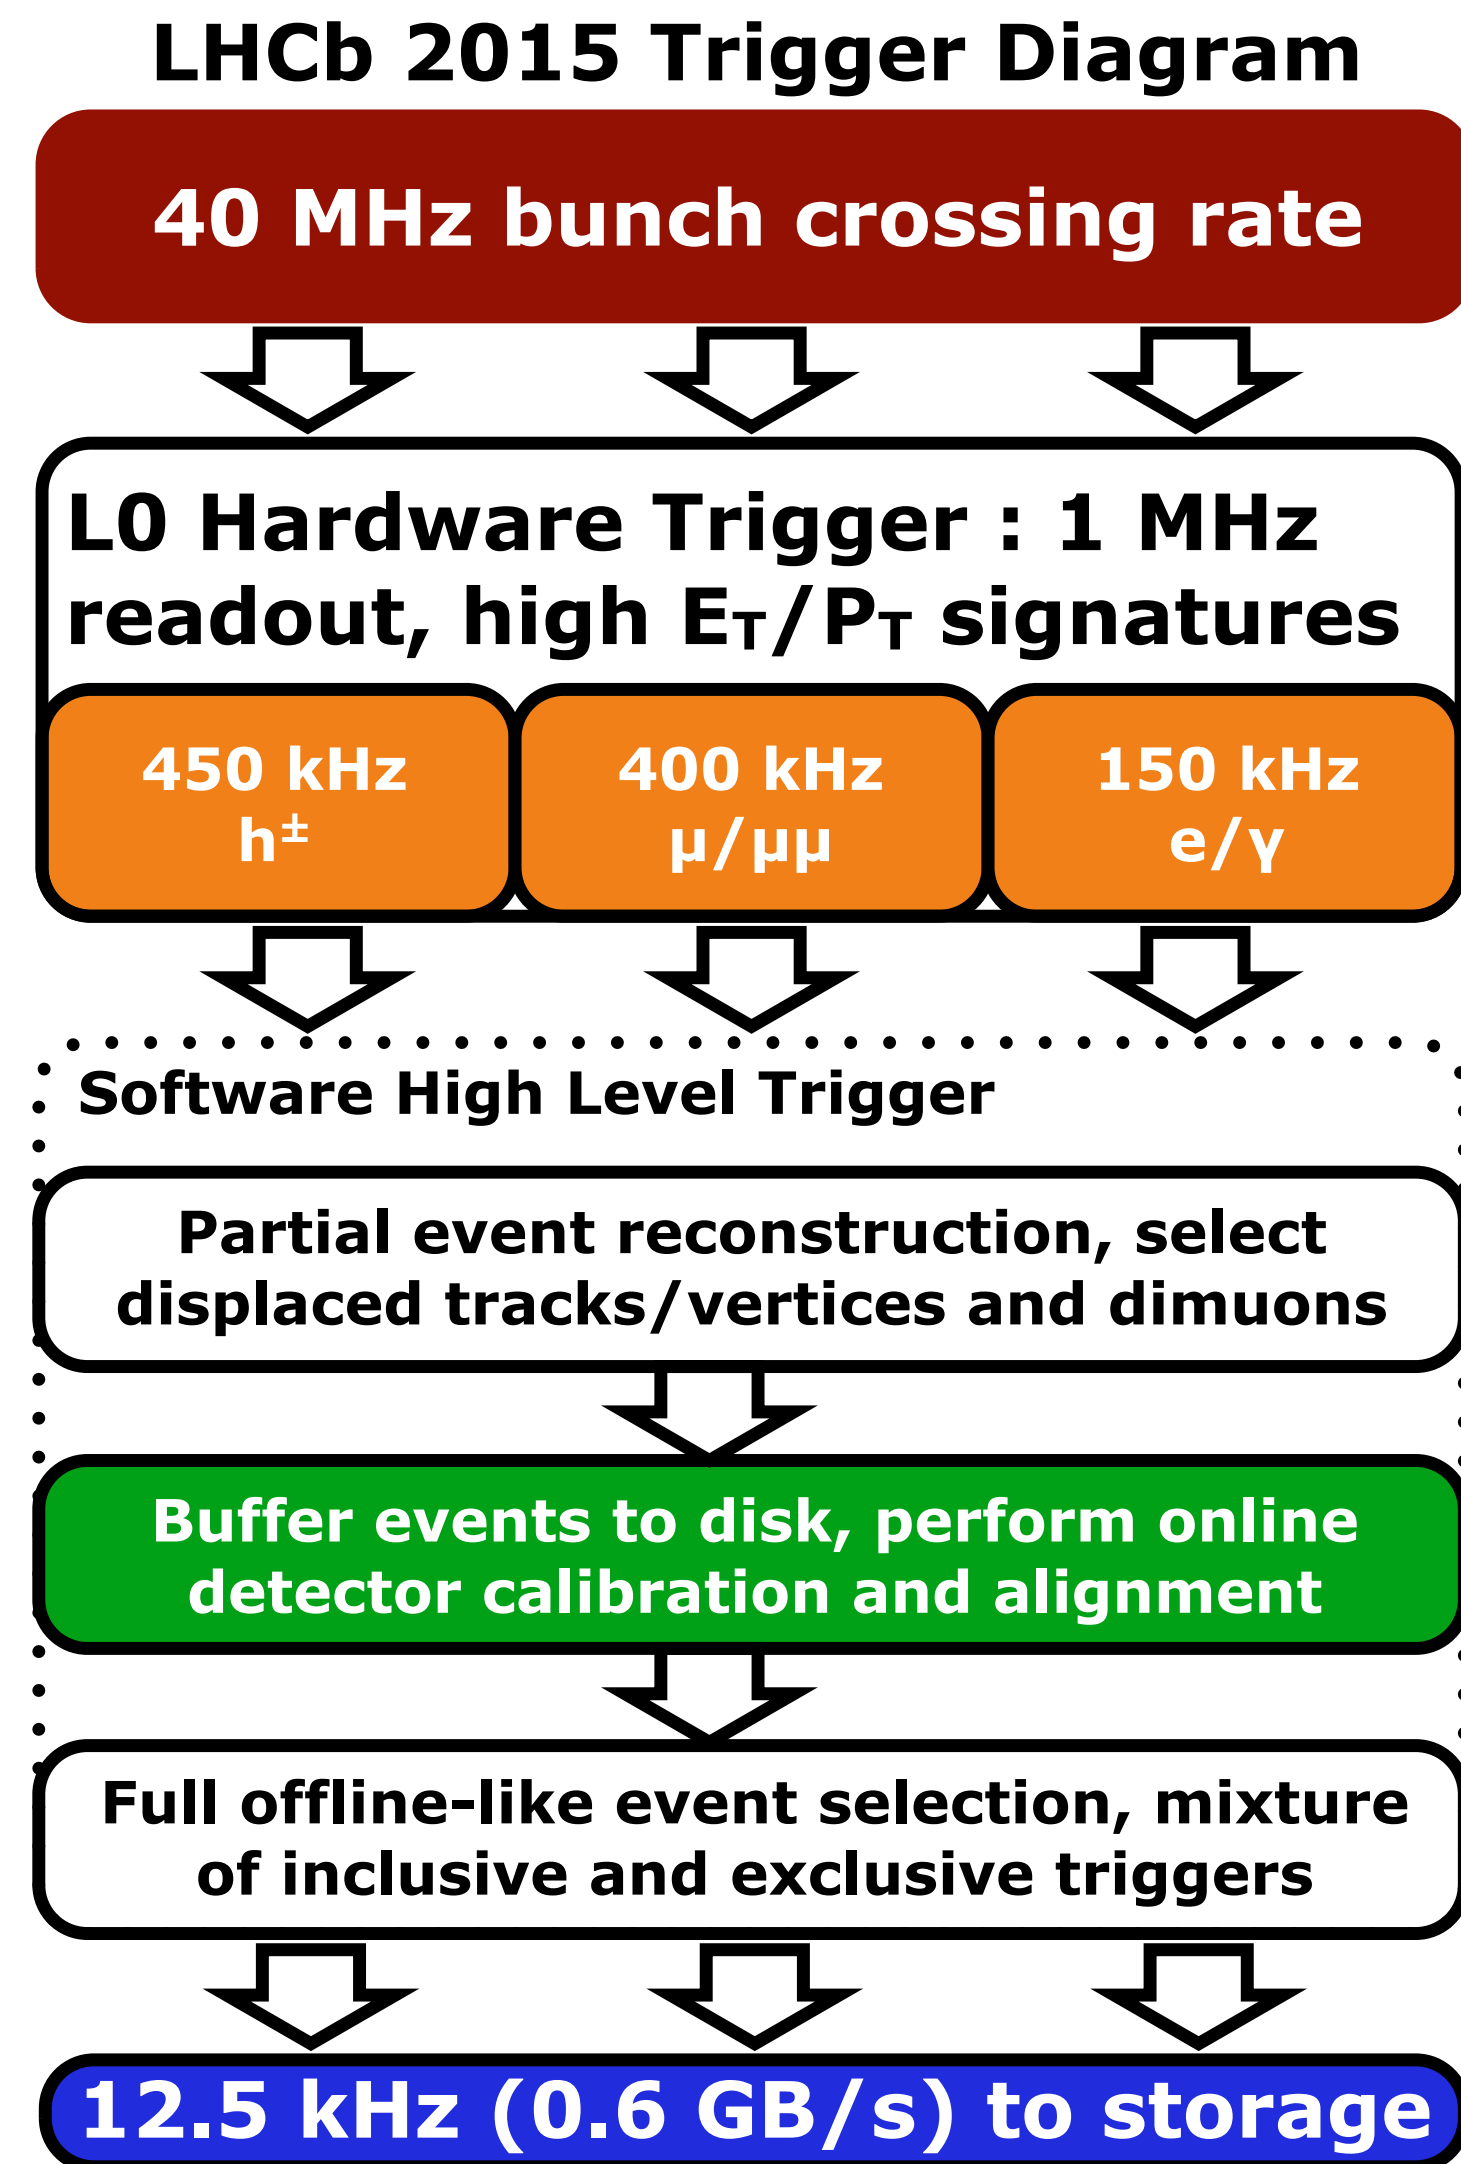 LHCb 2015 Trigger Diagram
40 MHz bunch crossing rate
L0 Hardware Trigger : 1 MHz
readout, high Eᴛ/Pᴛ signatures
450 kHz
h±
400 kHz
µ/µµ
150 kHz
e/γ
Software High Level Trigger
Partial event reconstruction, select
displaced tracks/vertices and dimuons
Buffer events to disk, perform online
detector calibration and alignment
Full offline-like event selection, mixture
of inclusive and exclusive triggers
12.5 kHz (0.6 GB/s) to storage